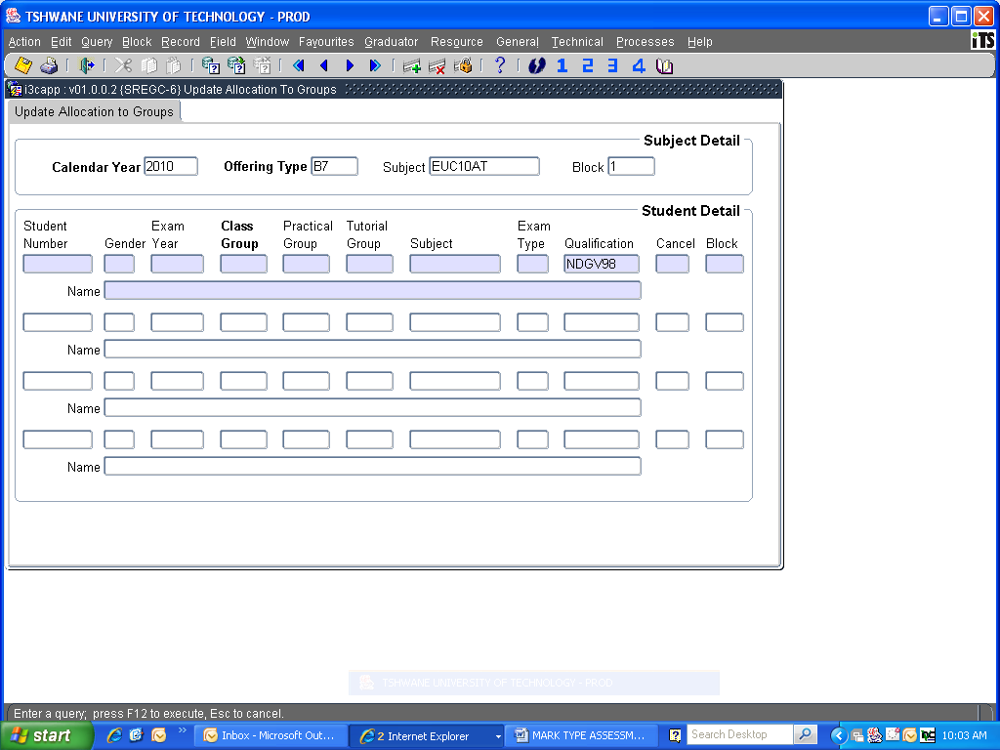 TSHWANE UNIVERSITY OF TECHNOLOGY - PROD
Action Edit Query Block Record Field Window Favourites Graduator Resource General Technical Processes Help
iTS
? 1 2 3 4
i3capp : v01.0.0.2 {SREGC-6} Update Allocation To Groups
Update Allocation to Groups
Subject Detail
Calendar Year 2010 Offering Type B7 Subject EUC10AT Block 1
Student Detail
Student Exam Class Practical Tutorial Exam
Number Gender Year Group Group Group Subject Type Qualification Cancel Block
NDGV98
Name
Name
Name
Name
TSHWANE UNIVERSITY OF TECHNOLOGY - PROD
Enter a query; press F12 to execute, Esc to cancel.
start Inbox - Microsoft Out... 2 Internet Explorer MARK TYPE ASSESSM... Search Desktop 10:03 AM